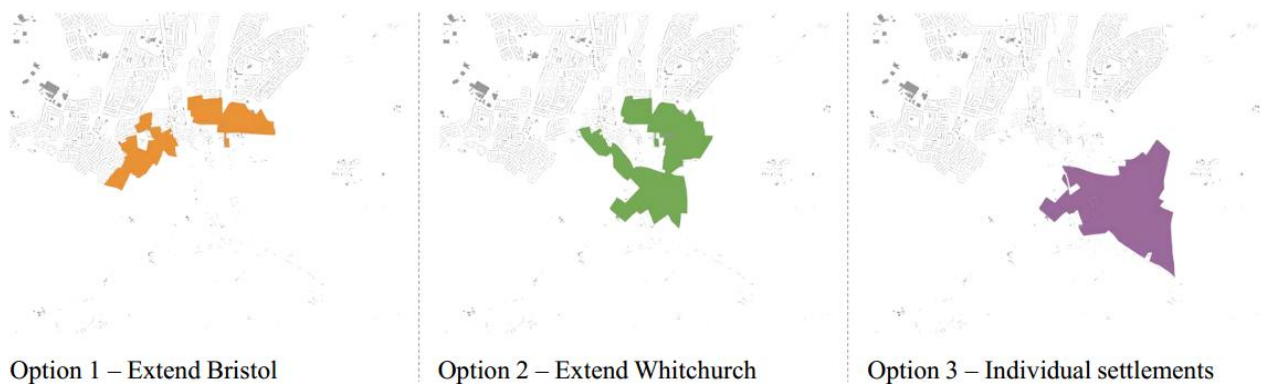 Option 1 – Extend Bristol
Option 2 – Extend Whitchurch
Option 3 – Individual settlements